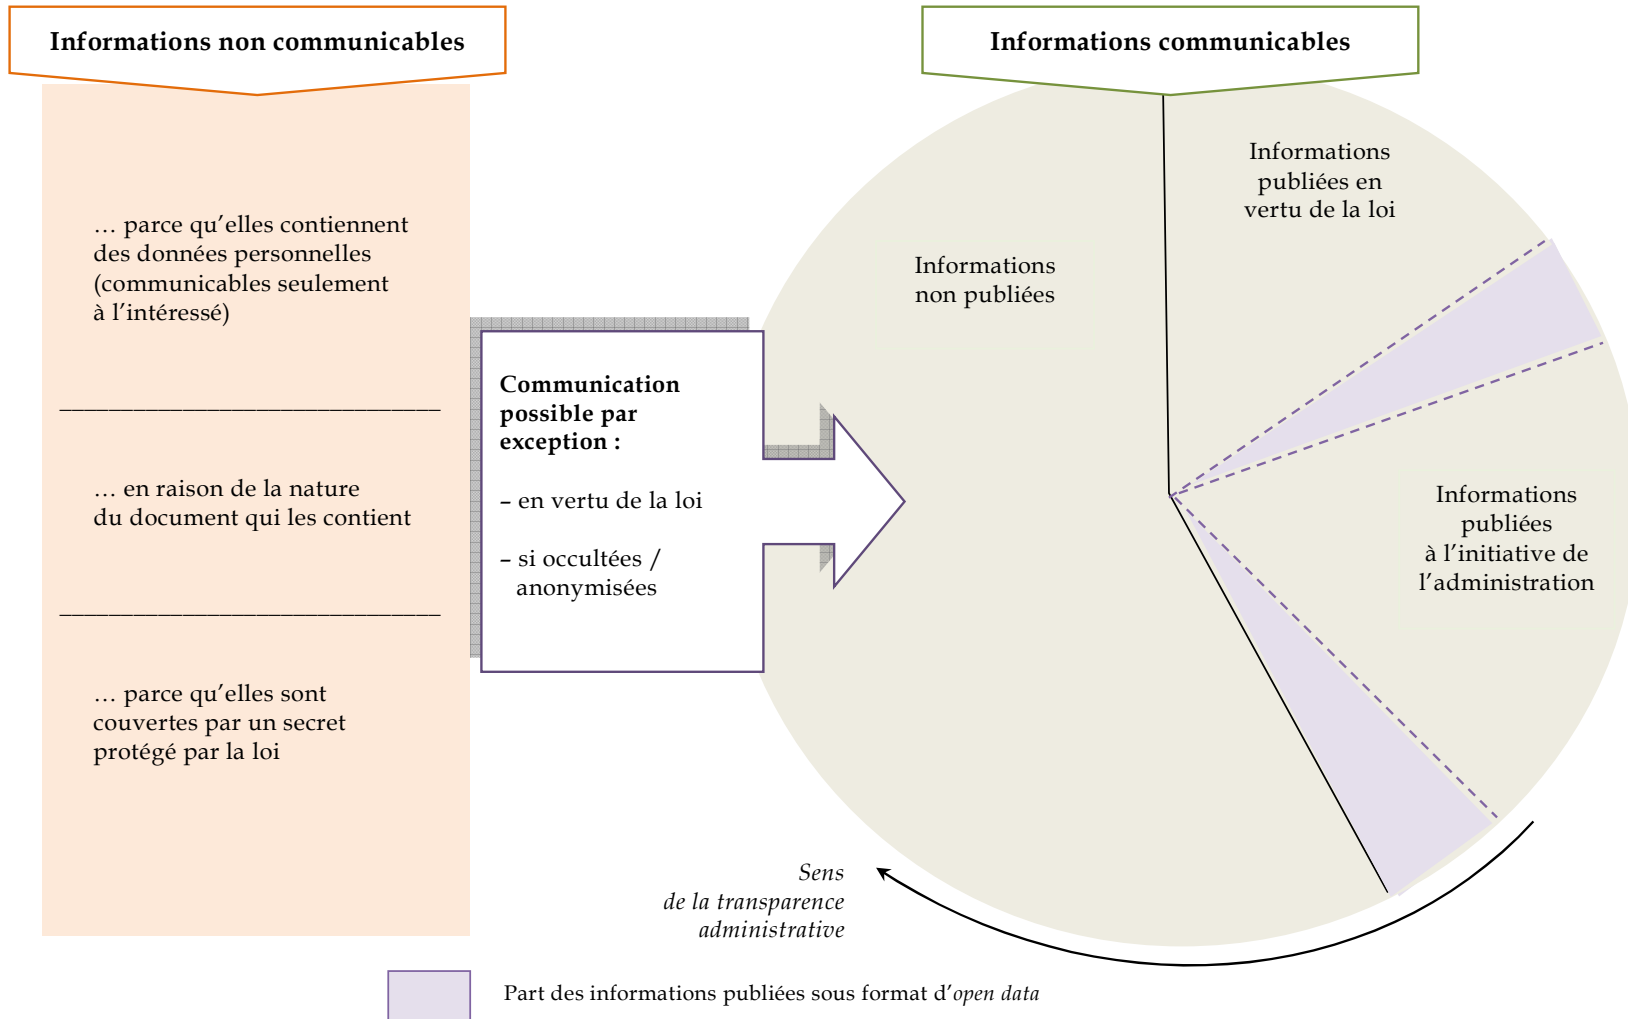 Informations non communicables
… parce qu'elles contiennent
des données personnelles
(communicables seulement
à l'intéressé)
… en raison de la nature
du document qui les contient
… parce qu'elles sont
couvertes par un secret
protégé par la loi
Communication
possible par
exception :
– en vertu de la loi
– si occultées /
anonymisées
Informations communicables
Informations
non publiées
Informations
publiées en
vertu de la loi
Informations
publiées
à l'initiative de
l'administration
Sens
de la transparence
administrative
Part des informations publiées sous format d'open data